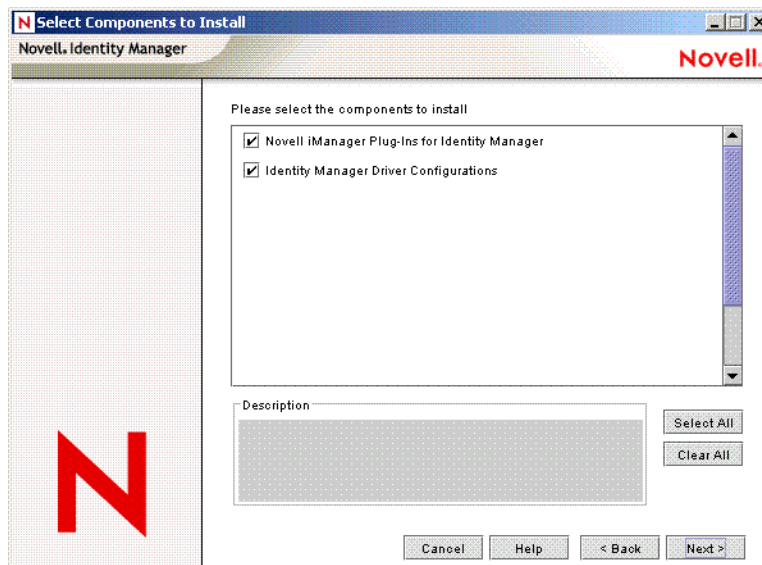 N Select Components to Install
Novell. Identity Manager
Novell.
Please select the components to install
Novell iManager Plug-Ins for Identity Manager
Identity Manager Driver Configurations
Description
Select All
Clear All
N
Cancel Help < Back Next >